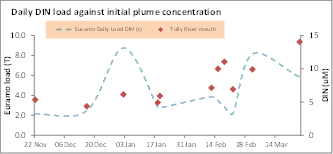 Daily DIN load against initial plume concentration
Euramo Daily Load DIN (t)
Tully River mouth
10.0
8.0
6.0
4.0
2.0
0.0
Euramo load (T)
15
10
5
0
DIN (uM)
22 Nov
06 Dec
20 Dec
03 Jan
17 Jan
31 Jan
14 Feb
28 Feb
14 Mar